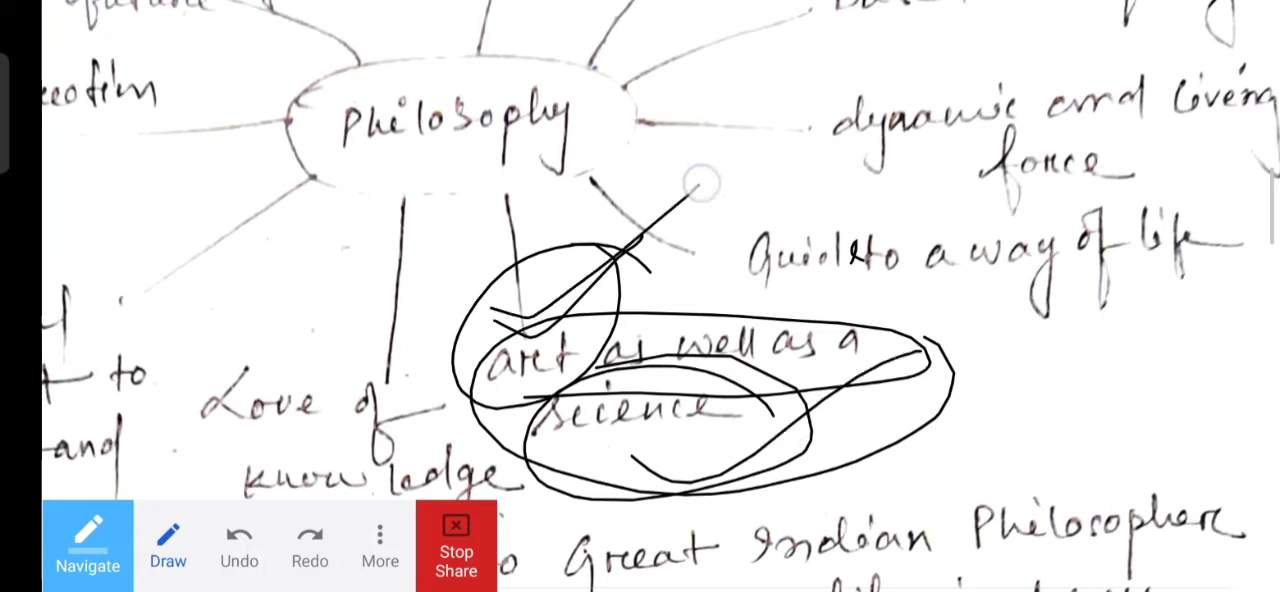 Philosophy
dynamic and living
force
Guide to a way of life
art as well as a
science
to
and
Love of
knowledge
Great Indian Philosopher
Navigate
Draw
Undo
Redo
More
Stop
Share